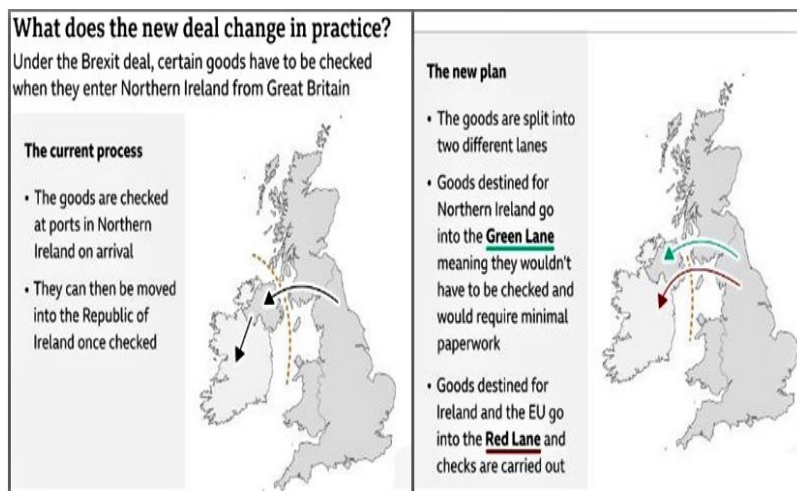 What does the new deal change in practice?
Under the Brexit deal, certain goods have to be checked
when they enter Northern Ireland from Great Britain
The current process
• The goods are checked
at ports in Northern
Ireland on arrival
• They can then be moved
into the Republic of
Ireland once checked
The new plan
• The goods are split into
two different lanes
• Goods destined for
Northern Ireland go
into the Green Lane
meaning they wouldn't
have to be checked and
would require minimal
paperwork
• Goods destined for
Ireland and the EU go
into the Red Lane and
checks are carried out